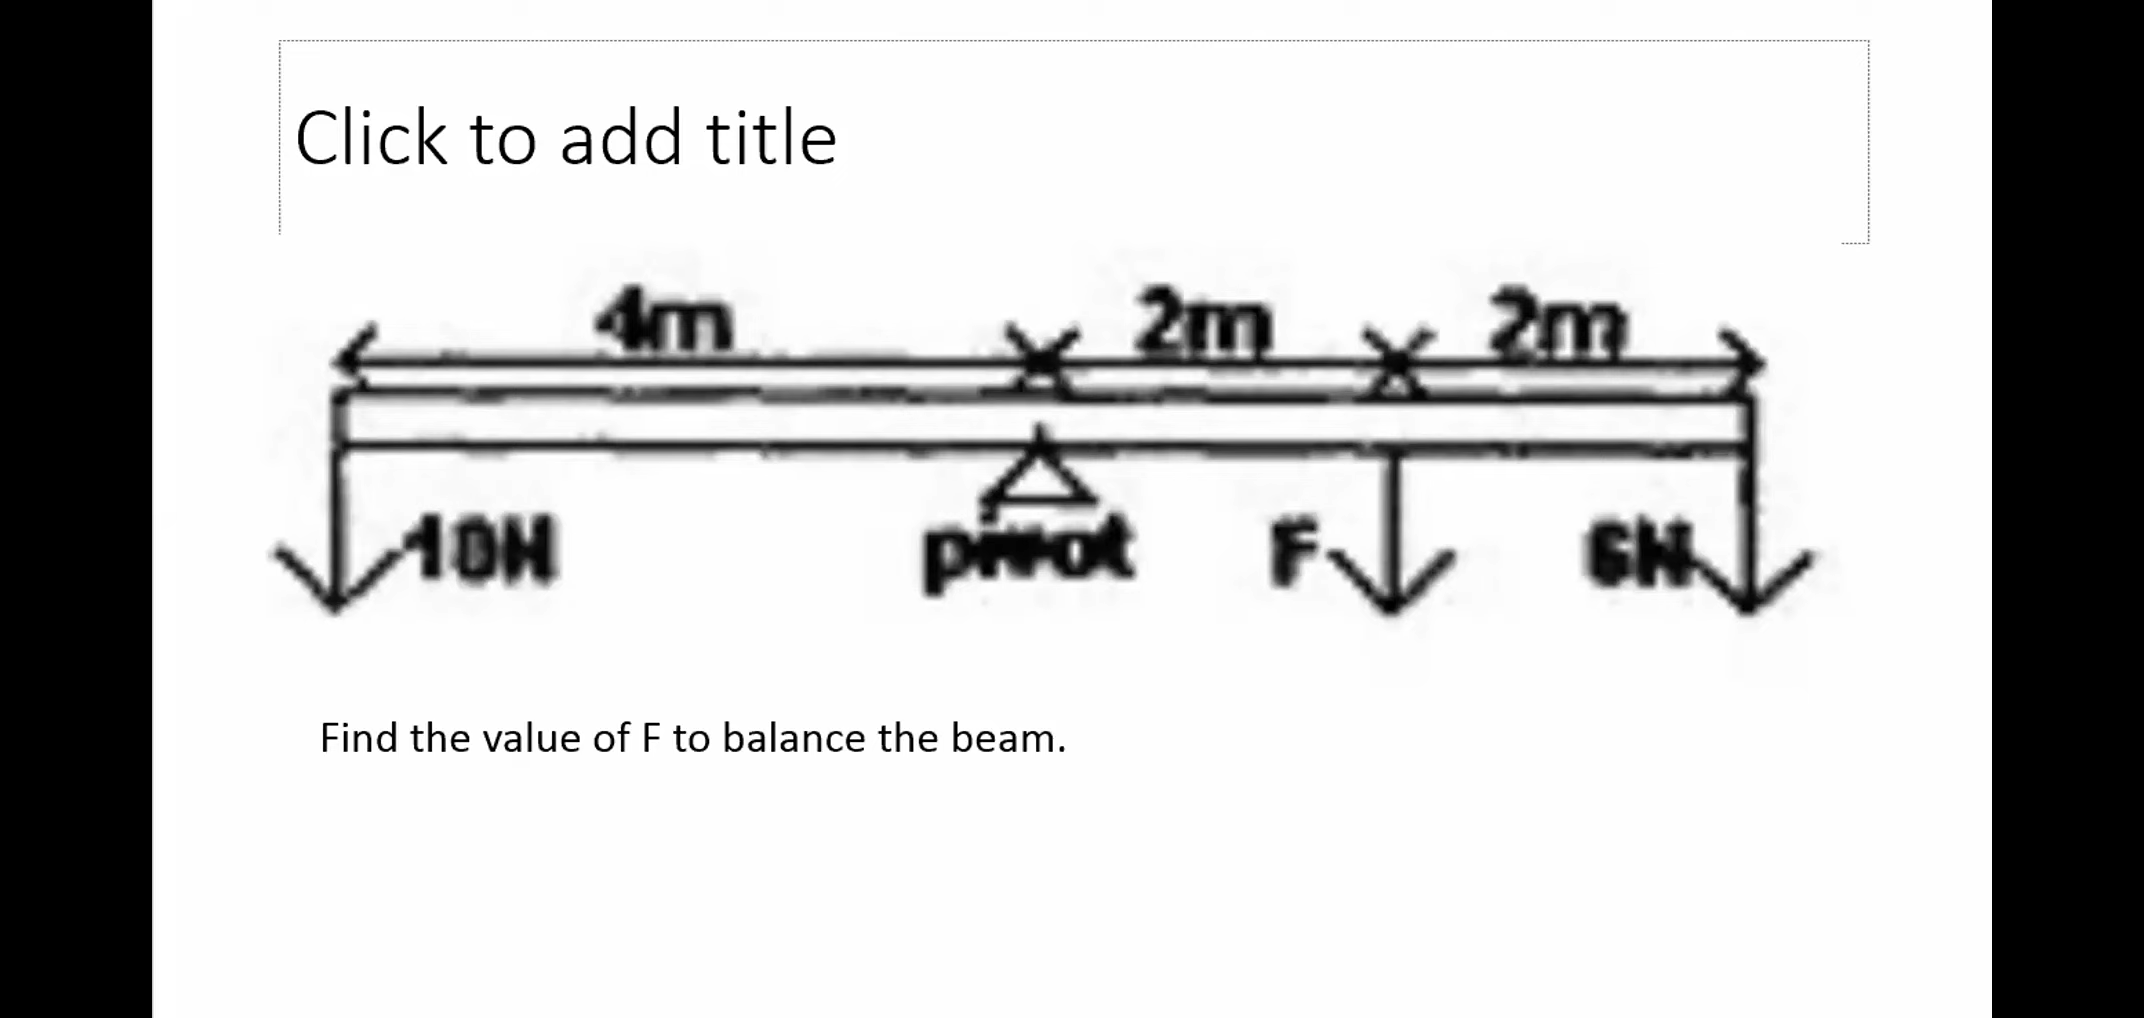 Click to add title
4m 2m 2m
10N pivot F 6N
Find the value of F to balance the beam.